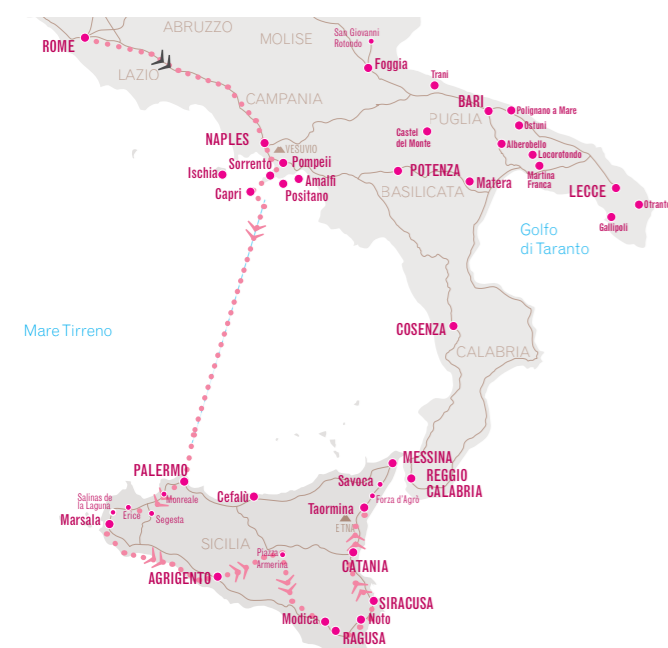 ABRUZZO
ROME
MOLISE
San Giovanni
Rotondo
LAZIO
Foggia
Trani
CAMPANIA
BARI
Polignano a Mare
PUGLIA
Ostuni
Castel
del Monte
NAPLES
VESUVIO
Alberobello
Locorotondo
Sorrento
Pompeii
Ischia
Amalfi
POTENZA
Martina
Franca
Matera
BASILICATA
LECCE
Capri
Positano
Otranto
Gallipoli
Golfo
di Taranto
Mare Tirreno
COSENZA
CALABRIA
MESSINA
PALERMO
REGGIO
CALABRIA
Savoca
Salinas de
la Laguna
Monreale
Cefalù
Forza d'Agrò
Erice
Segesta
Taormina
Marsala
ETNA
SICILIA
Piazza
Armerina
CATANIA
AGRIGENTO
SIRACUSA
Modica
Noto
RAGUSA